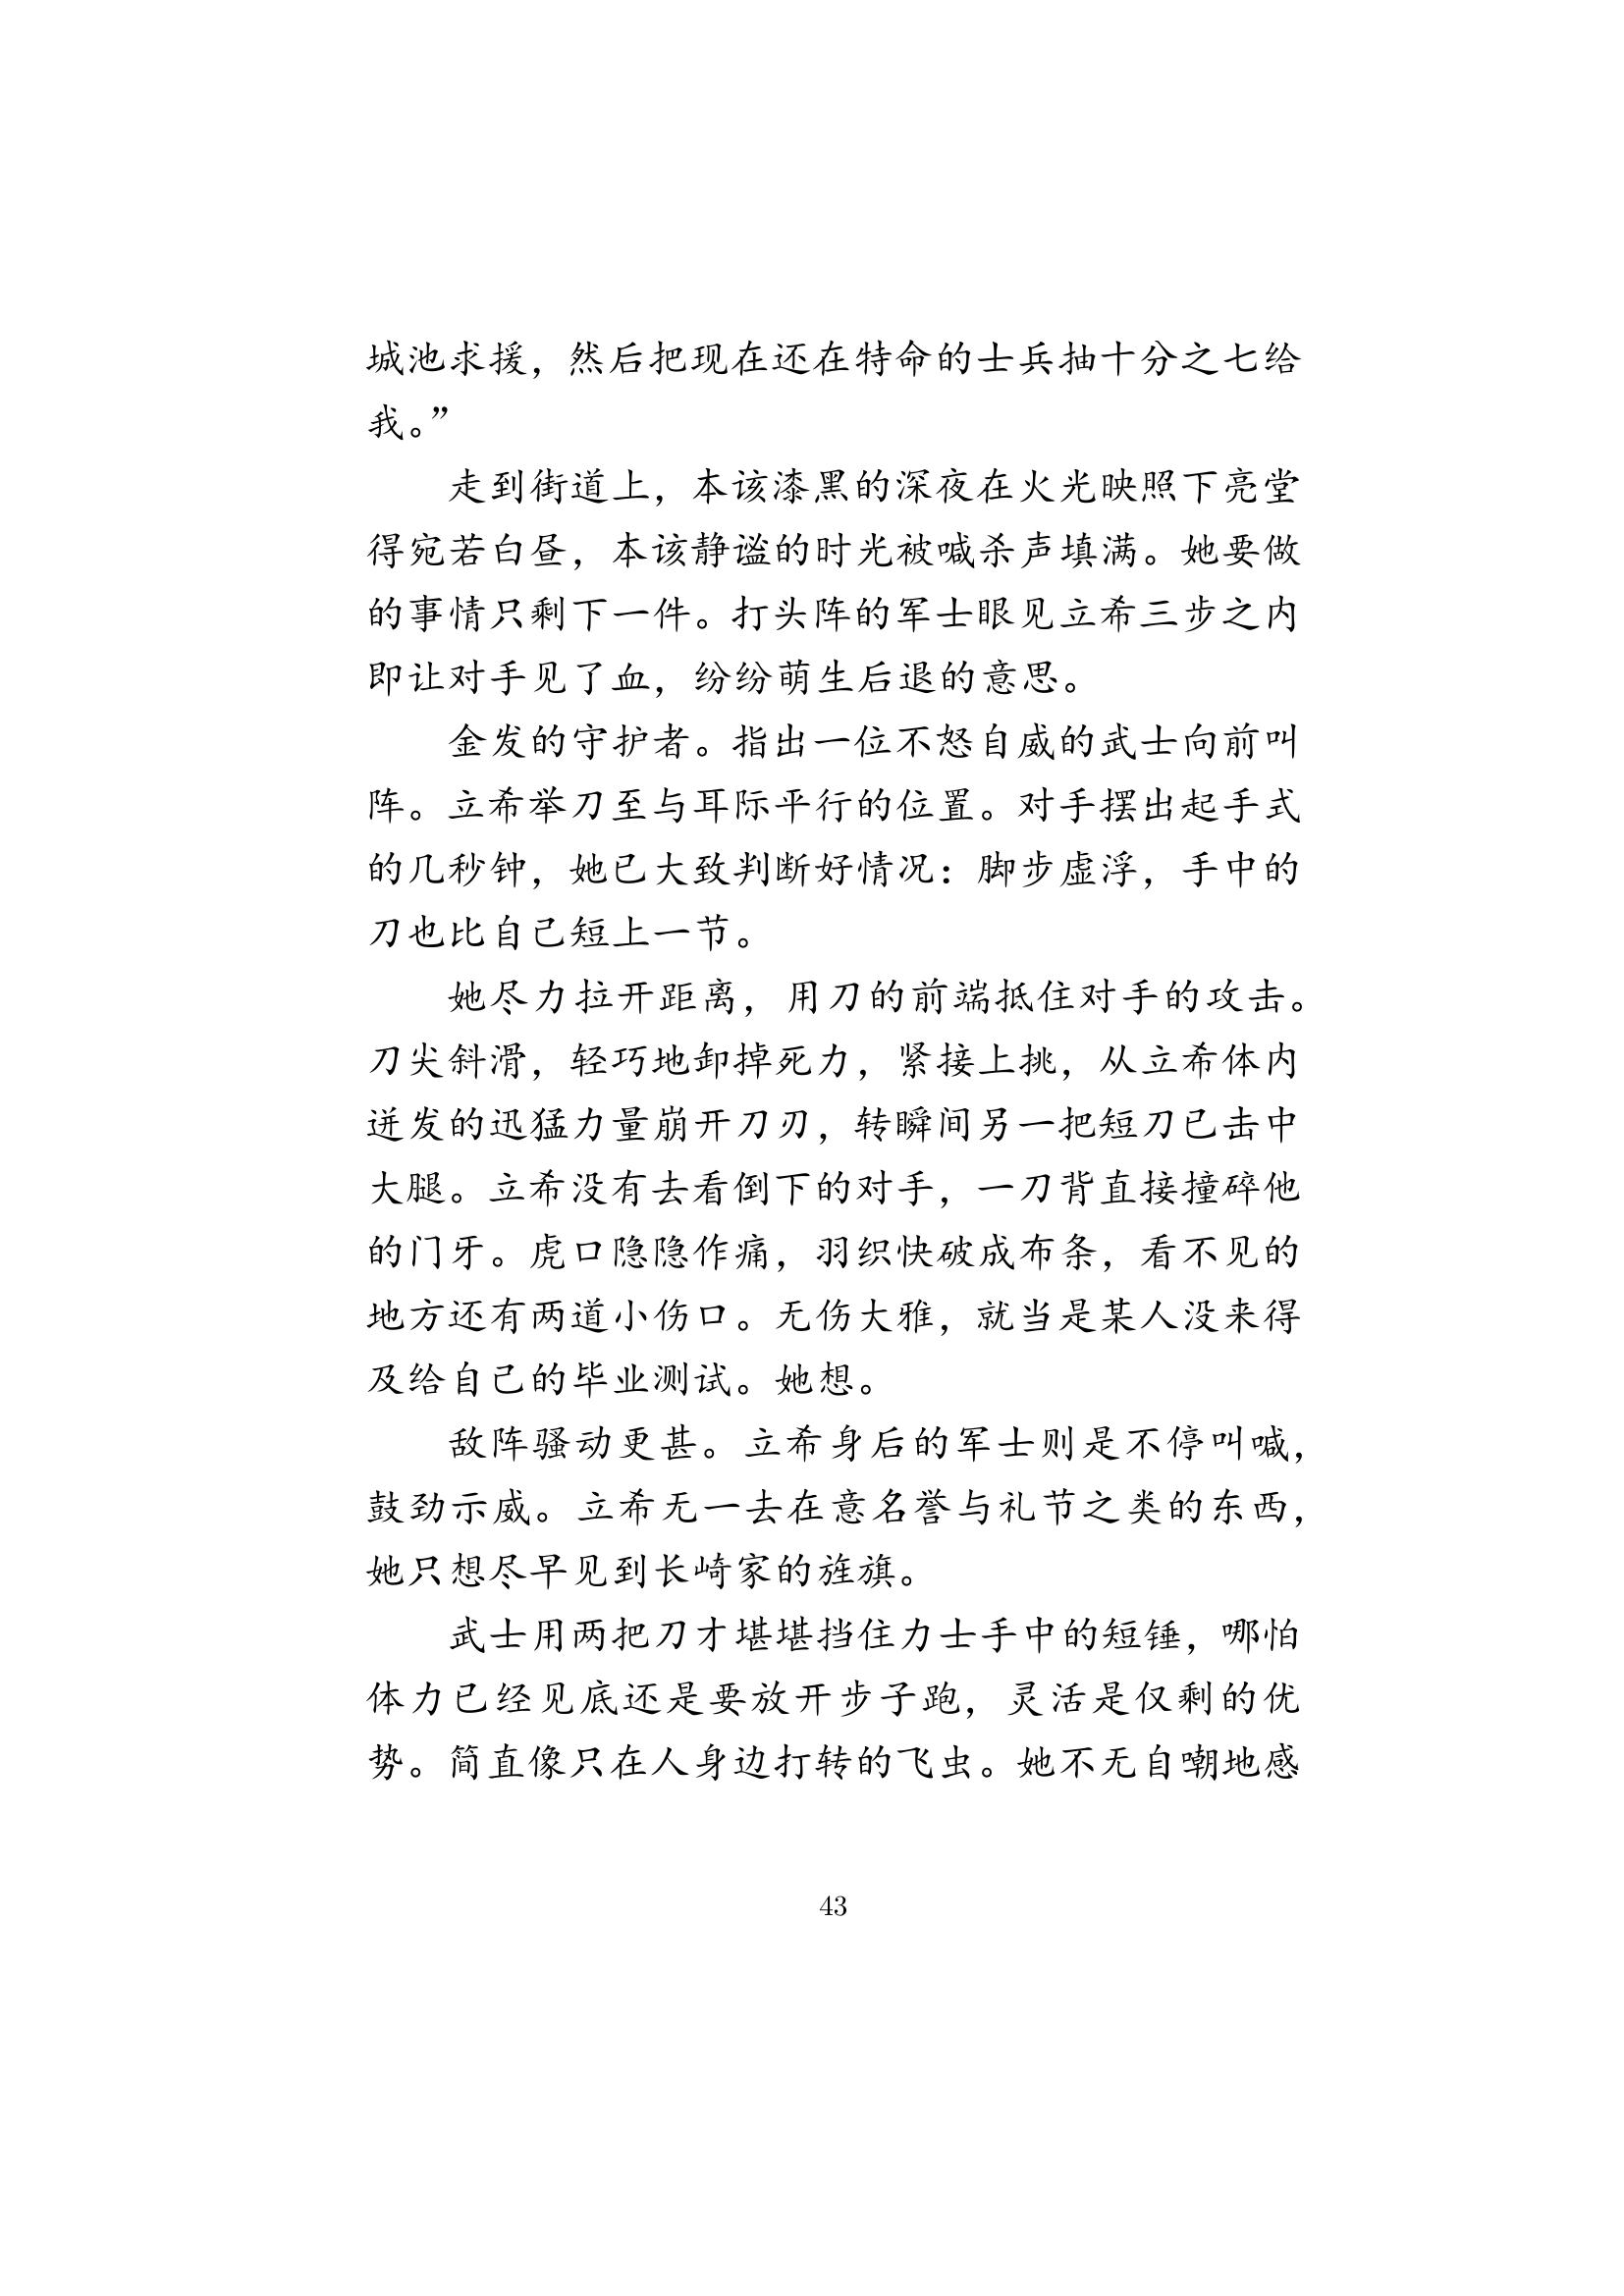 城池求援，然后把现在还在特命的士兵抽十分之七给
我。”
走到街道上，本该漆黑的深夜在火光映照下亮堂
得宛若白昼，本该静谧的时光被喊杀声填满。她要做
的事情只剩下一件。打头阵的军士眼见立希三步之内
即让对手见了血，纷纷萌生后退的意思。
金发的守护者。指出一位不怒自威的武士向前叫
阵。立希举刀至与耳际平行的位置。对手摆出起手式
的几秒钟，她已大致判断好情况：脚步虚浮，手中的
刀也比自己短上一节。
她尽力拉开距离，用刀的前端抵住对手的攻击。
刀尖斜滑，轻巧地卸掉死力，紧接上挑，从立希体内
迸发的迅猛力量崩开刀刃，转瞬间另一把短刀已击中
大腿。立希没有去看倒下的对手，一刀背直接撞碎他
的门牙。虎口隐隐作痛，羽织快破成布条，看不见的
地方还有两道小伤口。无伤大雅，就当是某人没来得
及给自己的毕业测试。她想。
敌阵骚动更甚。立希身后的军士则是不停叫喊，
鼓劲示威。立希无一去在意名誉与礼节之类的东西，
她只想尽早见到长崎家的旌旗。
武士用两把刀才堪堪挡住力士手中的短锤，哪怕
体力已经见底还是要放开步子跑，灵活是仅剩的优
势。简直像只在人身边打转的飞虫。她不无自嘲地感
43